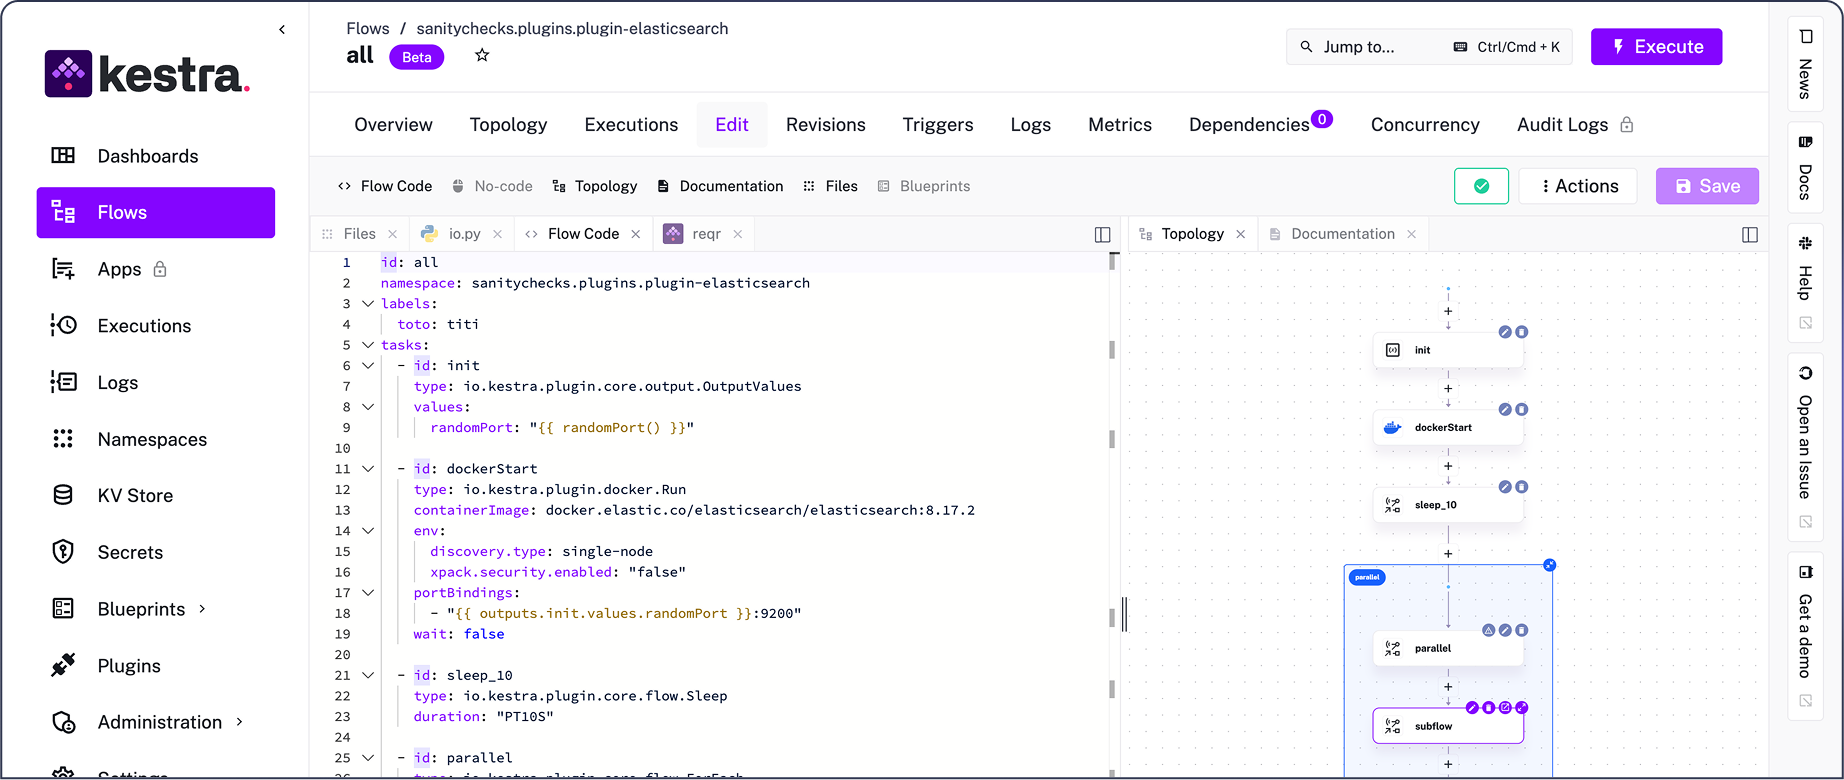 kestra.
Dashboards
Flows
Apps
Executions
Logs
Namespaces
KV Store
Secrets
Blueprints
Plugins
Administration
Settings
Flows / sanitychecks.plugins.plugin-elasticsearch
all Beta
Jump to... Ctrl/Cmd + K
Execute
Overview Topology Executions Edit Revisions Triggers Logs Metrics Dependencies 0 Concurrency Audit Logs
Flow Code No-code Topology Documentation Files Blueprints
Actions Save
Files io.py Flow Code reqr
1 id: all
2 namespace: sanitychecks.plugins.plugin-elasticsearch
3 labels:
4 toto: titi
5 tasks:
6 - id: init
7 type: io.kestra.plugin.core.output.OutputValues
8 values:
9 randomPort: "{{ randomPort() }}"
10
11 - id: dockerStart
12 type: io.kestra.plugin.docker.Run
13 containerImage: docker.elastic.co/elasticsearch/elasticsearch:8.17.2
14 env:
15 discovery.type: single-node
16 xpack.security.enabled: "false"
17 portBindings:
18 - "{{ outputs.init.values.randomPort }}:9200"
19 wait: false
20
21 - id: sleep_10
22 type: io.kestra.plugin.core.flow.Sleep
23 duration: "PT10S"
24
25 - id: parallel
26 type: io.kestra.plugin.core.flow.ForEach
Topology Documentation
init
dockerStart
sleep_10
parallel
parallel
subflow
News
Docs
Help
Open an Issue
Get a demo